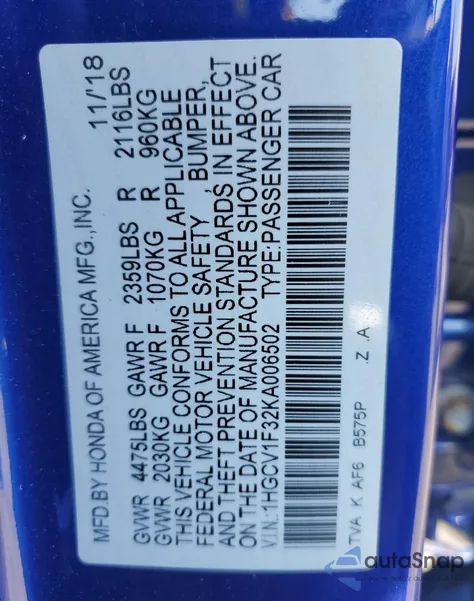 MFD.BY HONDA OF AMERICA MFG.,INC. 11/'18
GVWR 4475LBS GAWR F 2359LBS R 2116LBS
GVWR 2030KG GAWR F 1070KG R 960KG
THIS VEHICLE CONFORMS TO ALL APPLICABLE
FEDERAL MOTOR VEHICLE SAFETY, BUMPER,
AND THEFT PREVENTION STANDARDS, IN EFFECT
ON THE DATE OF MANUFACTURE SHOWN ABOVE.
V.I.N:1HGCV1F32KA006502 TYPE:PASSENGER CAR
TVA K AF6 B575P .Z .A
autaSnap